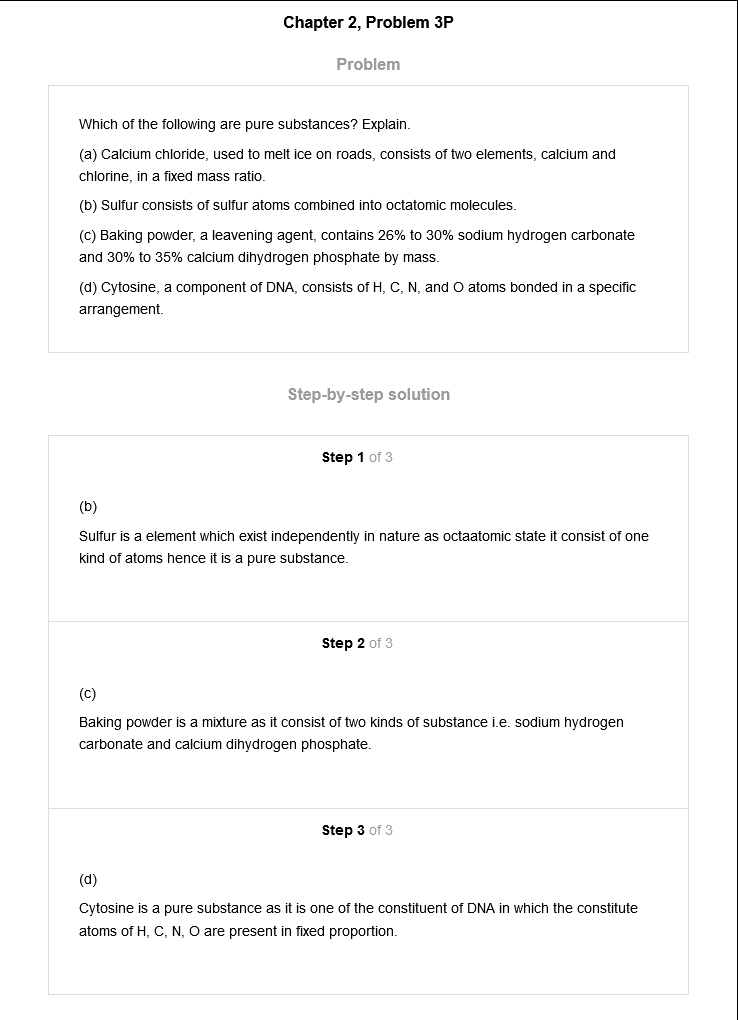 Chapter 2, Problem 3P
Problem
Which of the following are pure substances? Explain.
(a) Calcium chloride, used to melt ice on roads, consists of two elements, calcium and
chlorine, in a fixed mass ratio.
(b) Sulfur consists of sulfur atoms combined into octatomic molecules.
(c) Baking powder, a leavening agent, contains 26% to 30% sodium hydrogen carbonate
and 30% to 35% calcium dihydrogen phosphate by mass.
(d) Cytosine, a component of DNA, consists of H, C, N, and O atoms bonded in a specific
arrangement.
Step-by-step solution
Step 1 of 3
(b)
Sulfur is a element which exist independently in nature as octaatomic state it consist of one
kind of atoms hence it is a pure substance.
Step 2 of 3
(c)
Baking powder is a mixture as it consist of two kinds of substance i.e. sodium hydrogen
carbonate and calcium dihydrogen phosphate.
Step 3 of 3
(d)
Cytosine is a pure substance as it is one of the constituent of DNA in which the constitute
atoms of H, C, N, O are present in fixed proportion.